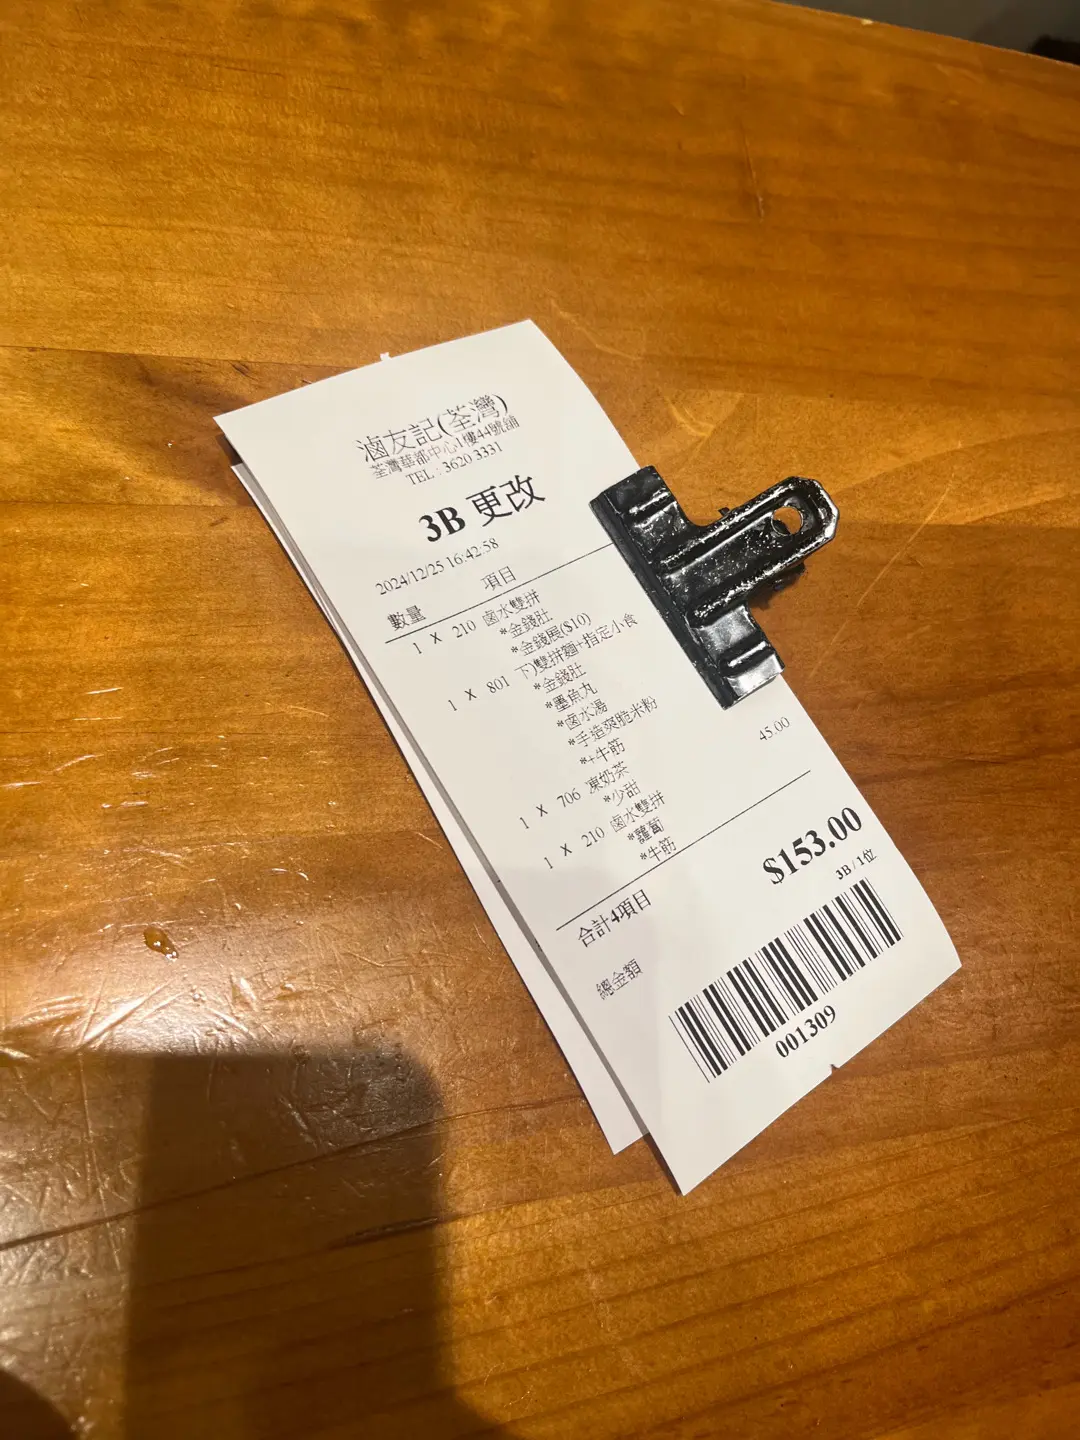 滷友記(荃灣)
荃灣華都中心1樓44號舖
TEL : 3620 3331
3B 更改
2024/12/25 16:42:58
數量 項目
1 X 210 鹵水雙拼
*金錢肚
*金錢展($10)
1 X 801 下)雙拼麵+指定小食
*金錢肚
*墨魚丸
*鹵水湯
*手造爽脆米粉
*+牛筋
1 X 706 凍奶茶
*少甜
1 X 210 鹵水雙拼 45.00
*蘿蔔
*牛筋
合計4項目
總金額 $153.00
3B / 1位
001309